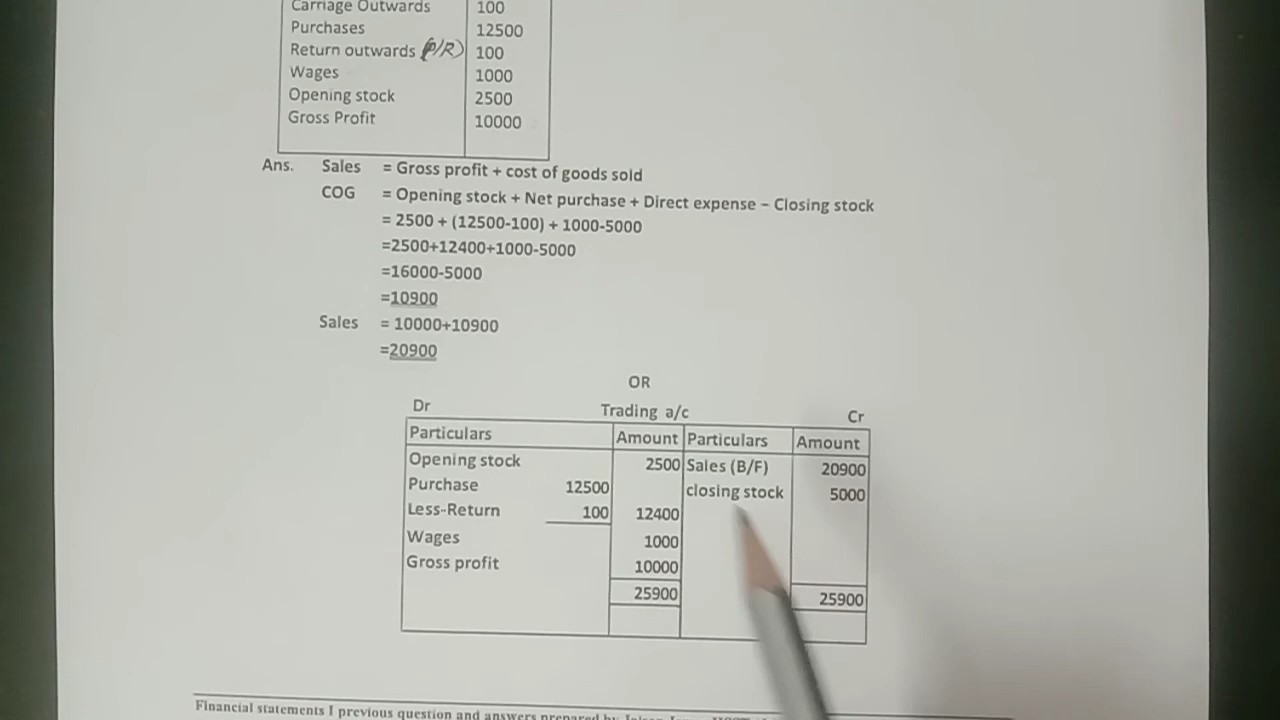 Carriage Outwards 100
Purchases 12500
Return outwards (P/R) 100
Wages 1000
Opening stock 2500
Gross Profit 10000
Ans. Sales = Gross profit + cost of goods sold
COG = Opening stock + Net purchase + Direct expense – Closing stock
= 2500 + (12500-100) + 1000-5000
=2500+12400+1000-5000
=16000-5000
=10900
Sales = 10000+10900
=20900
OR
Dr Trading a/c Cr
Particulars Amount Particulars Amount
Opening stock 2500 Sales (B/F) 20900
Purchase 12500 closing stock 5000
Less-Return 100 12400
Wages 1000
Gross profit 10000
25900 25900
Financial statements I previous question and answers prepared by